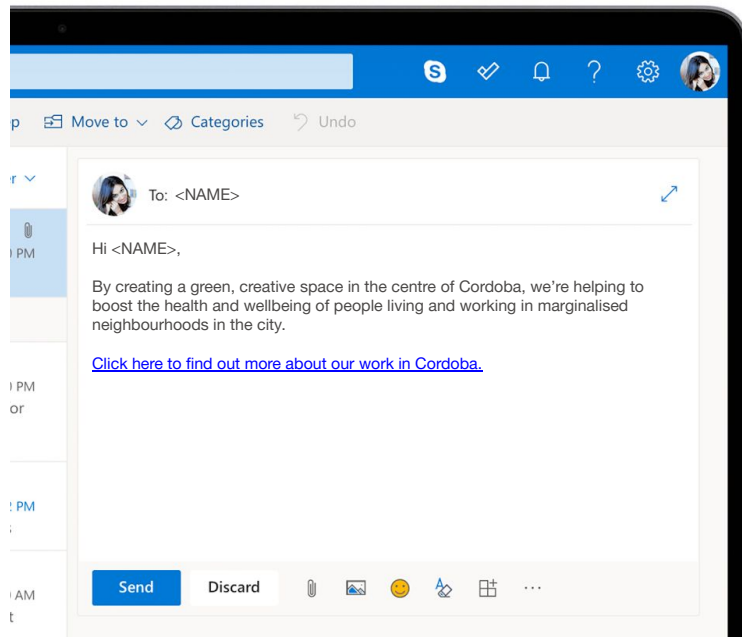 Move to
Categories
Undo
PM
To: <NAME>
Hi <NAME>,
By creating a green, creative space in the centre of Cordoba, we’re helping to
boost the health and wellbeing of people living and working in marginalised
neighbourhoods in the city.
Click here to find out more about our work in Cordoba.
PM
or
PM
AM
Send
Discard